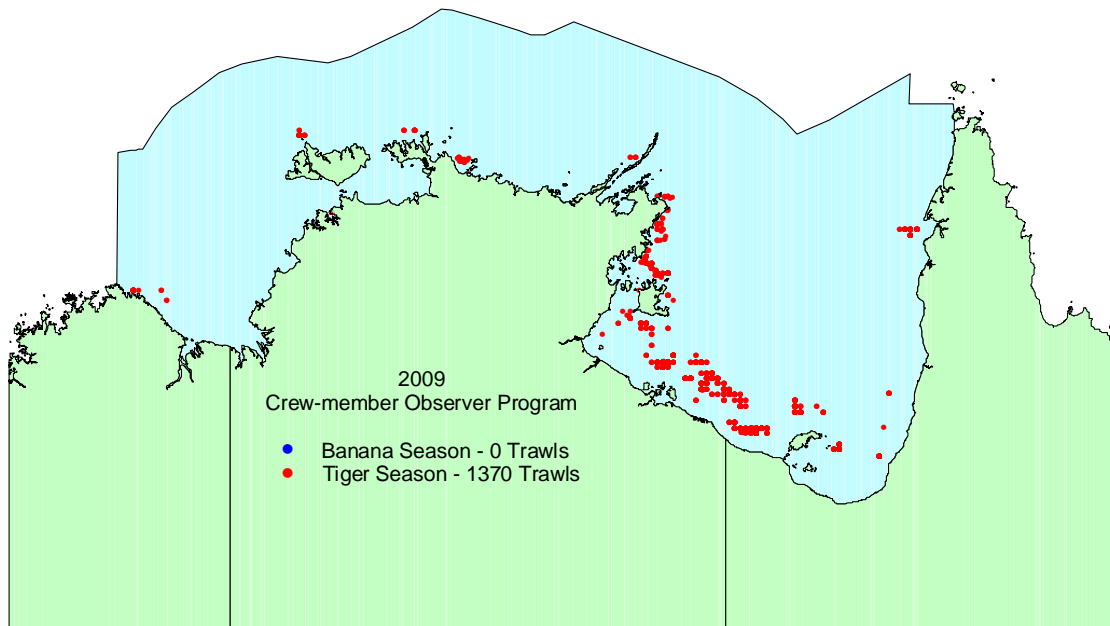 2009
Crew-member Observer Program
Banana Season - 0 Trawls
Tiger Season - 1370 Trawls